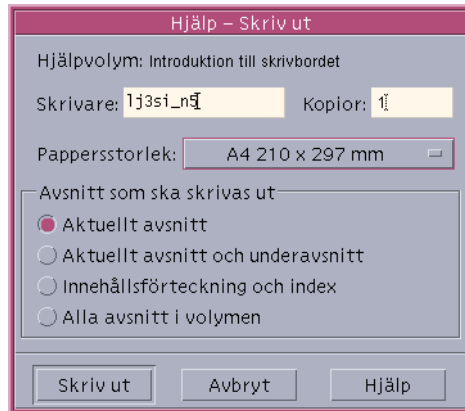 Hjälp – Skriv ut
Hjälpvolym: Introduktion till skrivbordet
Skrivare: lj3si_n5 Kopior: 1
Pappersstorlek: A4 210 x 297 mm
Avsnitt som ska skrivas ut
Aktuellt avsnitt
Aktuellt avsnitt och underavsnitt
Innehållsförteckning och index
Alla avsnitt i volymen
Skriv ut Avbryt Hjälp